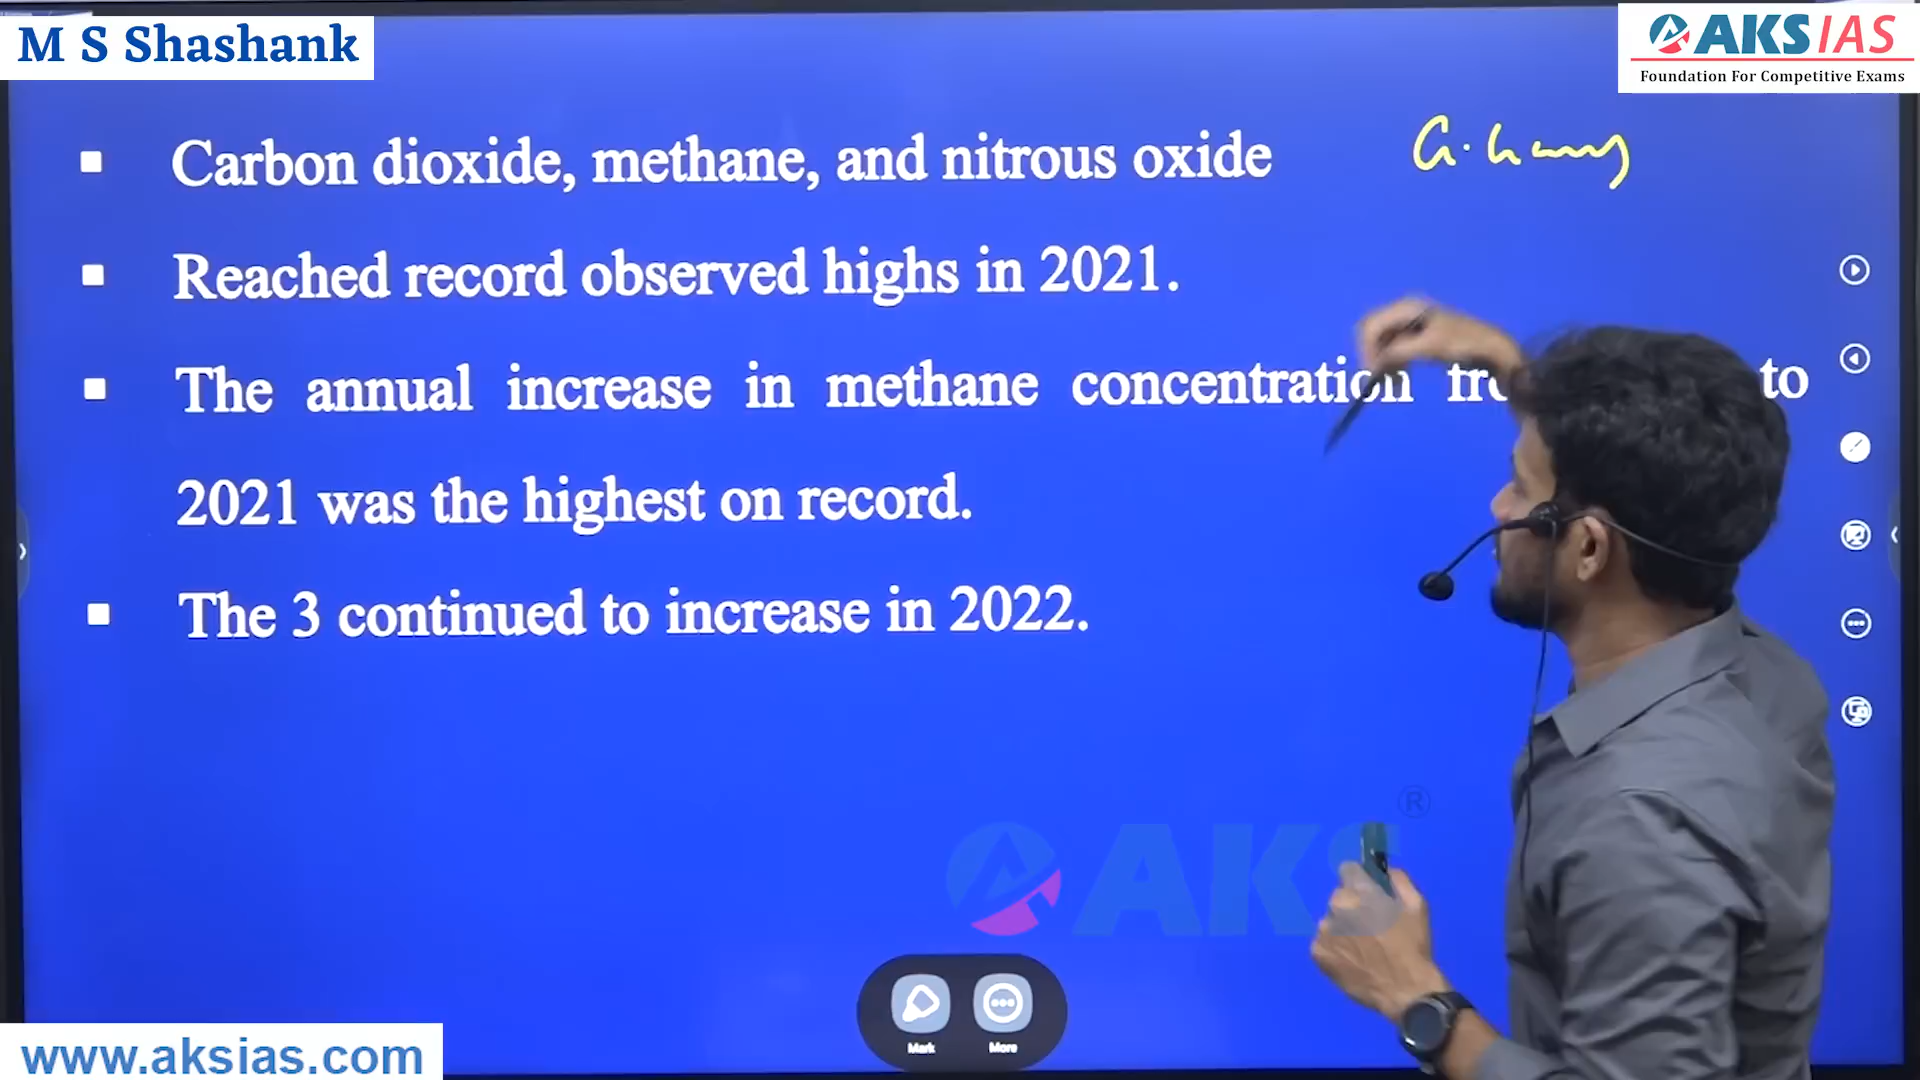 M S Shashank
AKS IAS
Foundation For Competitive Exams
▪ Carbon dioxide, methane, and nitrous oxide
▪ Reached record observed highs in 2021.
▪ The annual increase in methane concentration to
2021 was the highest on record.
▪ The 3 continued to increase in 2022.
AKS ®
Mark More
www.aksias.com